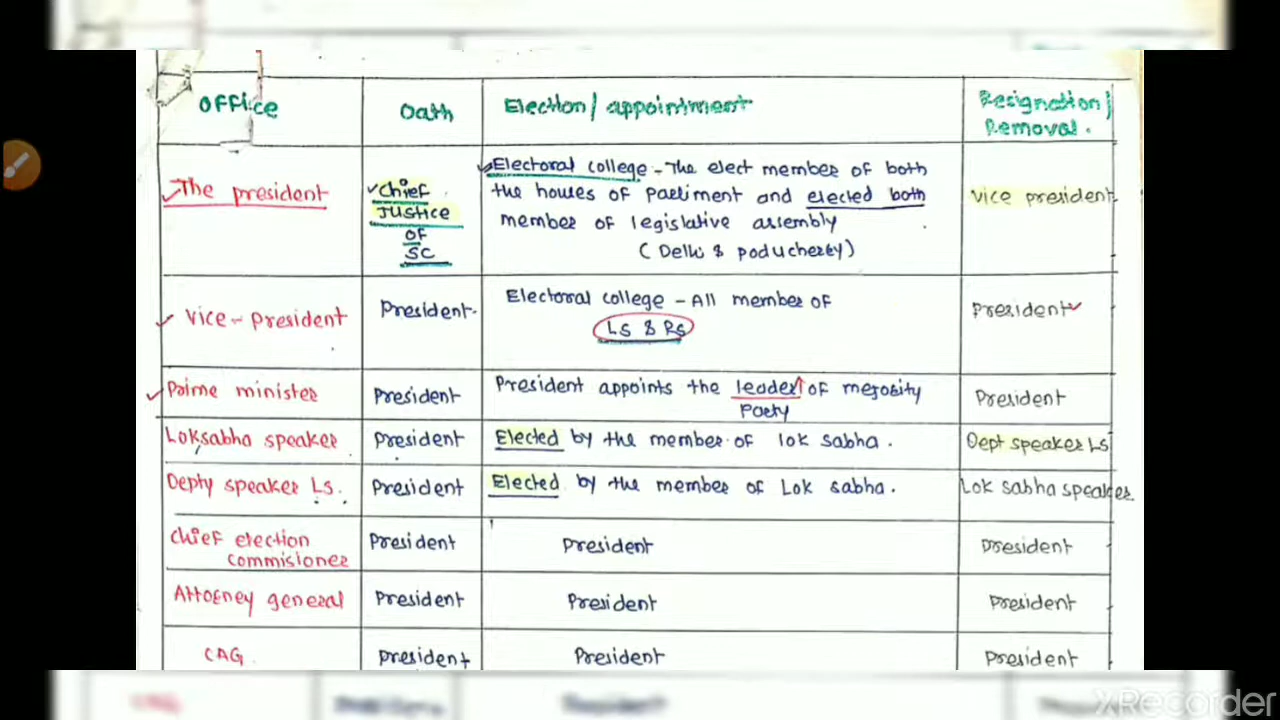 Office
Oath
Election/ appointment
Resignation/
Removal.
The president
Chief
Justice
of
SC
Electoral college - The elect member of both
the houses of Parliment and elected both
member of legislative assembly
( Delhi & poducherry )
Vice president
Vice - President
President.
Electoral college - All member of
LS & RS
President
Prime minister
President
President appoints the leader of mejority
Party
President
Loksabha speaker
President
Elected by the member of lok sabha.
Dept speaker LS
Depty speaker LS.
President
Elected by the member of Lok sabha.
Lok sabha speaker
Chief election
commisioner
President
President
President
Attorney general
President
President
President
CAG
President
President
President
XRecorder